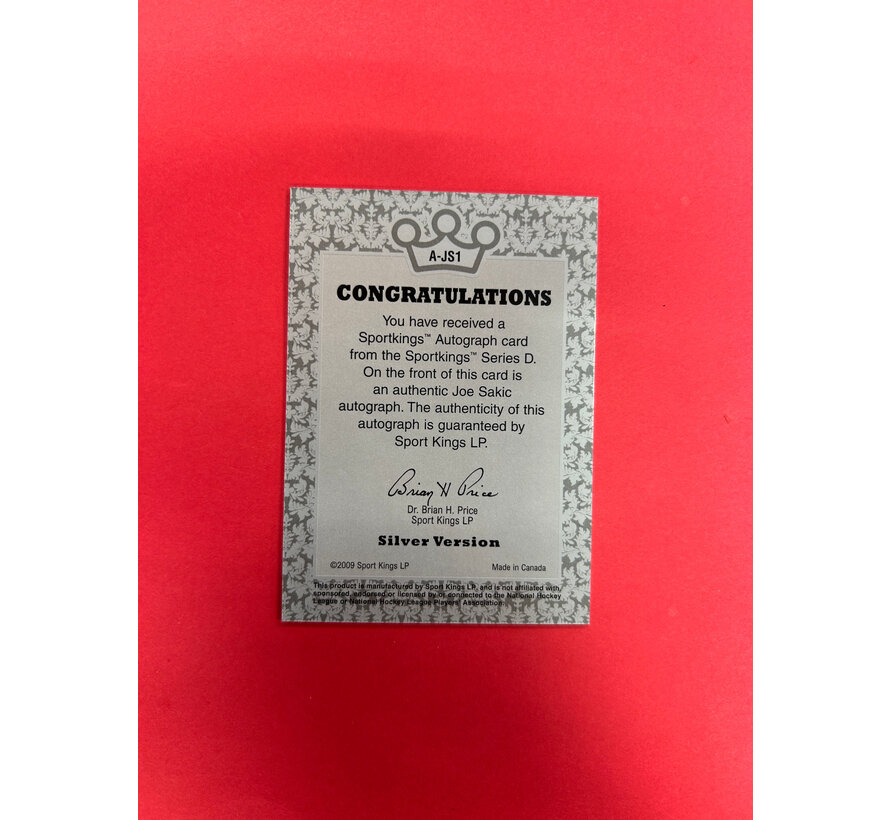 A-JS1
CONGRATULATIONS
You have received a
Sportkings™ Autograph card
from the Sportkings™ Series D.
On the front of this card is
an authentic Joe Sakic
autograph. The authenticity of this
autograph is guaranteed by
Sport Kings LP.
Brian H Price
Dr. Brian H. Price
Sport Kings LP
Silver Version
©2009 Sport Kings LP Made in Canada
This product is manufactured by Sport Kings LP, and is not affiliated with,
sponsored, endorsed or licensed by or connected to the National Hockey
League or National Hockey League Players' Association.